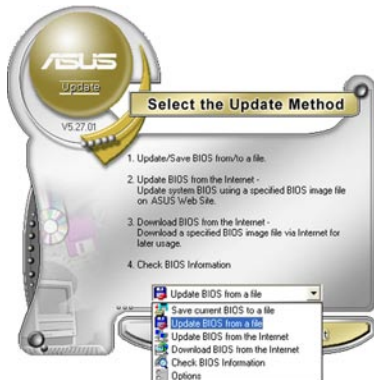 ASUS
Update
V5.27.01
Select the Update Method
1. Update/Save BIOS from/to a file.
2. Update BIOS from the Internet -
Update system BIOS using a specified BIOS image file
on ASUS Web Site.
3. Download BIOS from the Internet -
Download a specified BIOS image file via Internet for
later usage.
4. Check BIOS Information
Update BIOS from a file
Save current BIOS to a file
Update BIOS from a file
Update BIOS from the Internet
Download BIOS from the Internet
Check BIOS Information
Options